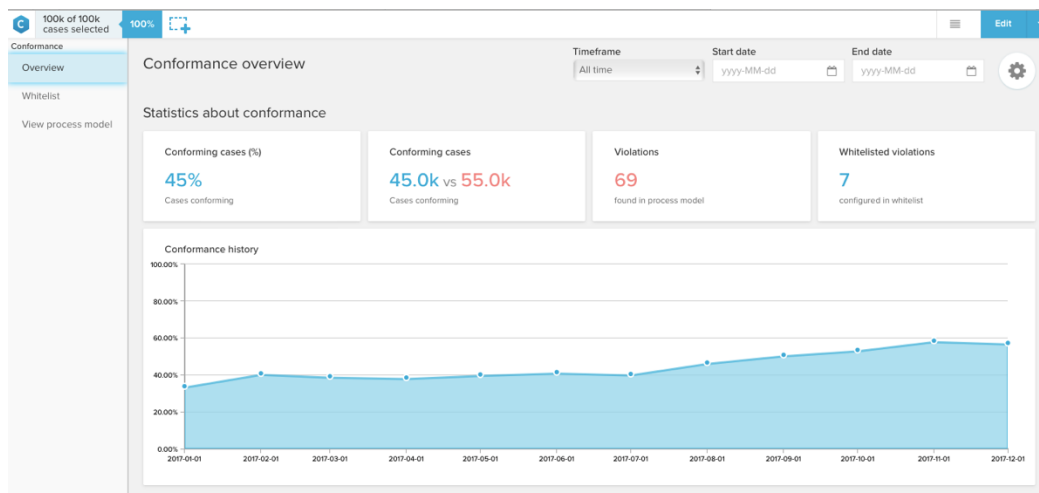 C
100k of 100k
cases selected
100%
Edit
Conformance
Overview
Whitelist
View process model
Conformance overview
Timeframe
All time
Start date
yyyy-MM-dd
End date
yyyy-MM-dd
Statistics about conformance
Conforming cases (%)
45%
Cases conforming
Conforming cases
45.0k vs 55.0k
Cases conforming
Violations
69
found in process model
Whitelisted violations
7
configured in whitelist
Conformance history
100.00%
80.00%
60.00%
40.00%
20.00%
0.00%
2017-01-01 2017-02-01 2017-03-01 2017-04-01 2017-05-01 2017-06-01 2017-07-01 2017-08-01 2017-09-01 2017-10-01 2017-11-01 2017-12-01